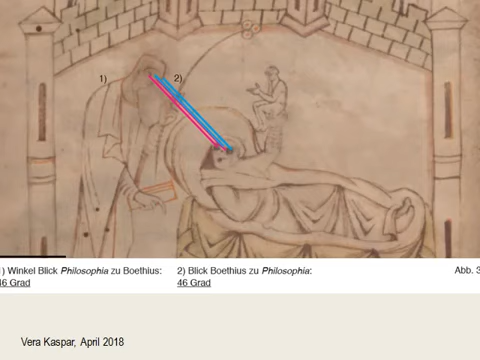 1)
2)
1) Winkel Blick Philosophia zu Boethius:
46 Grad
2) Blick Boethius zu Philosophia:
46 Grad
Abb. 3
Vera Kaspar, April 2018